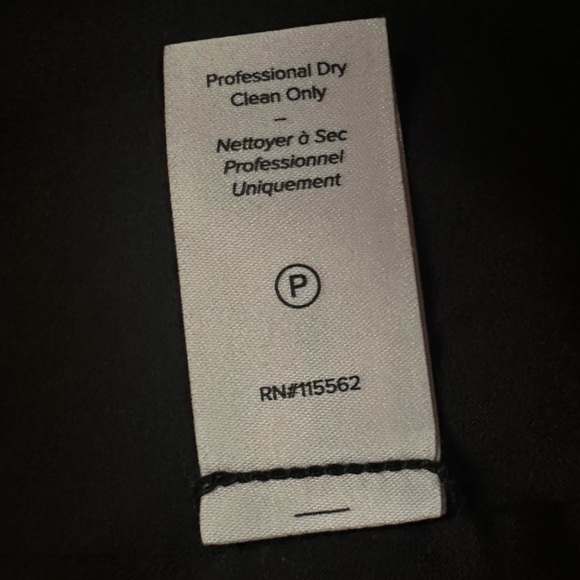 Professional Dry
Clean Only
–
Nettoyer à Sec
Professionnel
Uniquement
P
RN#115562